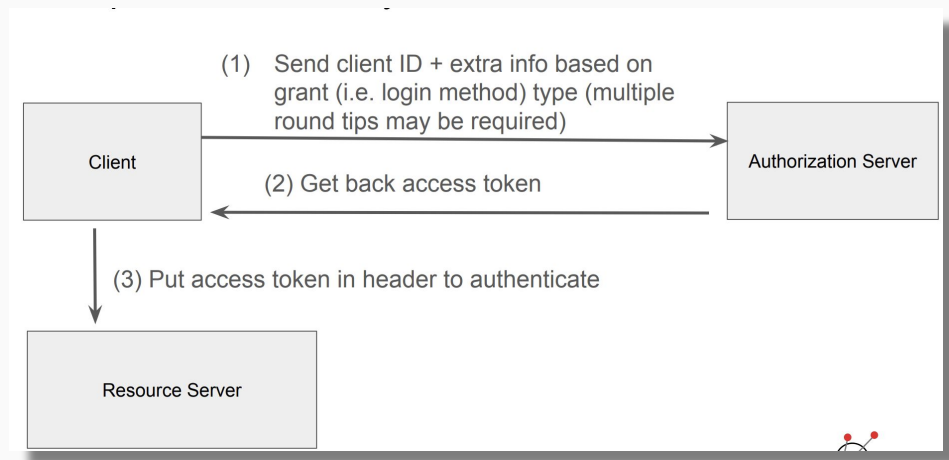 (1) Send client ID + extra info based on
grant (i.e. login method) type (multiple
round tips may be required)
Client
Authorization Server
(2) Get back access token
(3) Put access token in header to authenticate
Resource Server